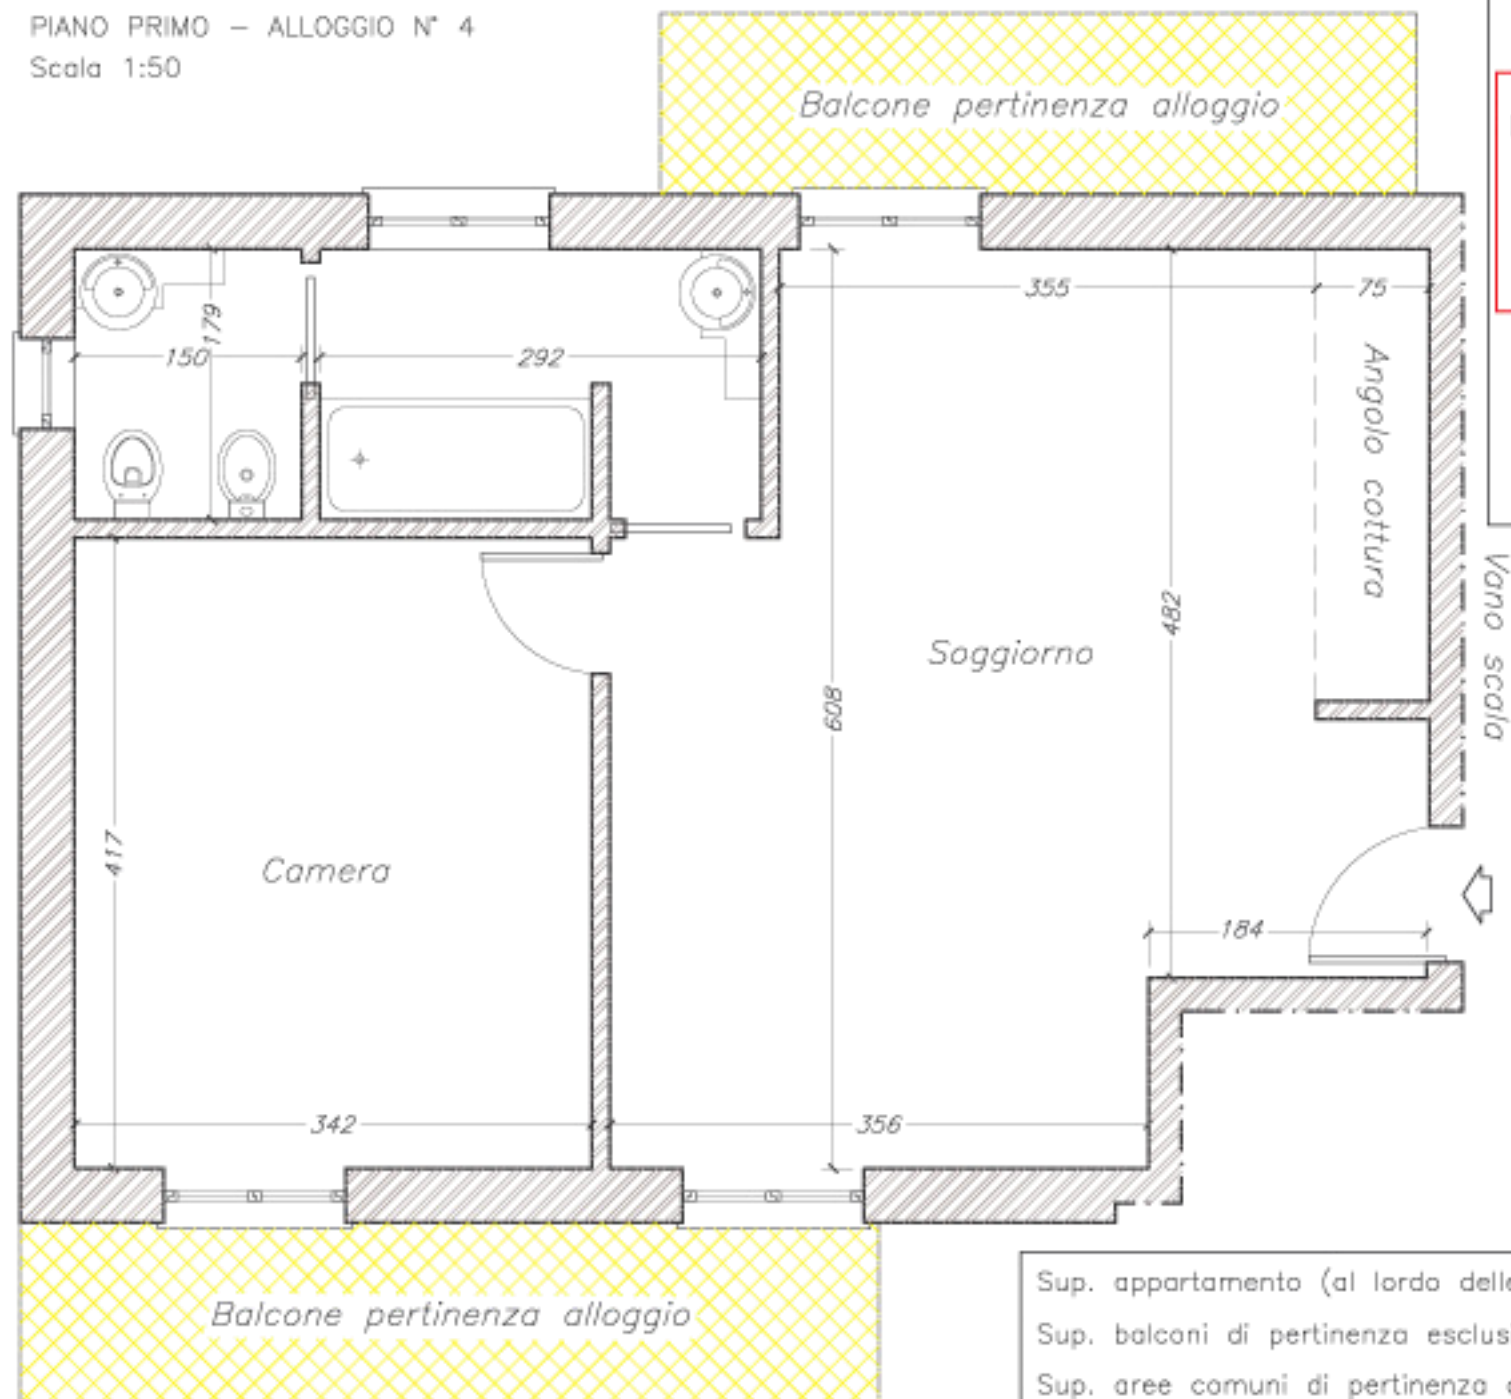 PIANO PRIMO – ALLOGGIO N° 4
Scala 1:50
Balcone pertinenza alloggio
179
150
292
355
75
Angolo cottura
Vano scala
482
Soggiorno
608
417
Camera
184
342
356
Balcone pertinenza alloggio
Sup. appartamento (al lordo delle
Sup. balconi di pertinenza esclus
Sup. aree comuni di pertinenza